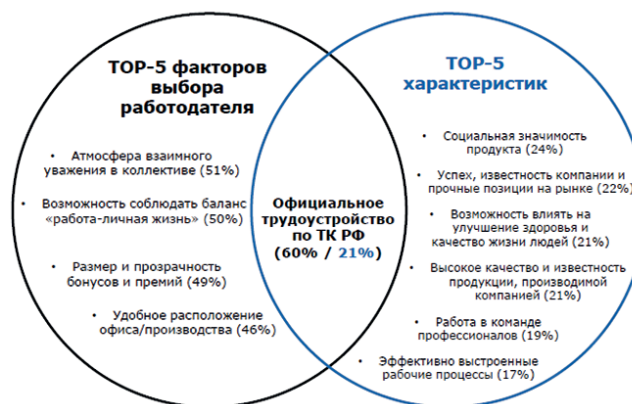 ТОР-5 факторов
выбора
работодателя
• Атмосфера взаимного
уважения в коллективе (51%)
• Возможность соблюдать баланс
«работа-личная жизнь» (50%)
• Размер и прозрачность
бонусов и премий (49%)
• Удобное расположение
офиса/производства (46%)
Официальное
трудоустройство
по ТК РФ
(60% / 21%)
ТОР-5
характеристик
• Социальная значимость
продукта (24%)
• Успех, известность компании и
прочные позиции на рынке (22%)
• Возможность влиять на
улучшение здоровья и
качество жизни людей (21%)
• Высокое качество и известность
продукции, производимой
компанией (21%)
• Работа в команде
профессионалов (19%)
• Эффективно выстроенные
рабочие процессы (17%)